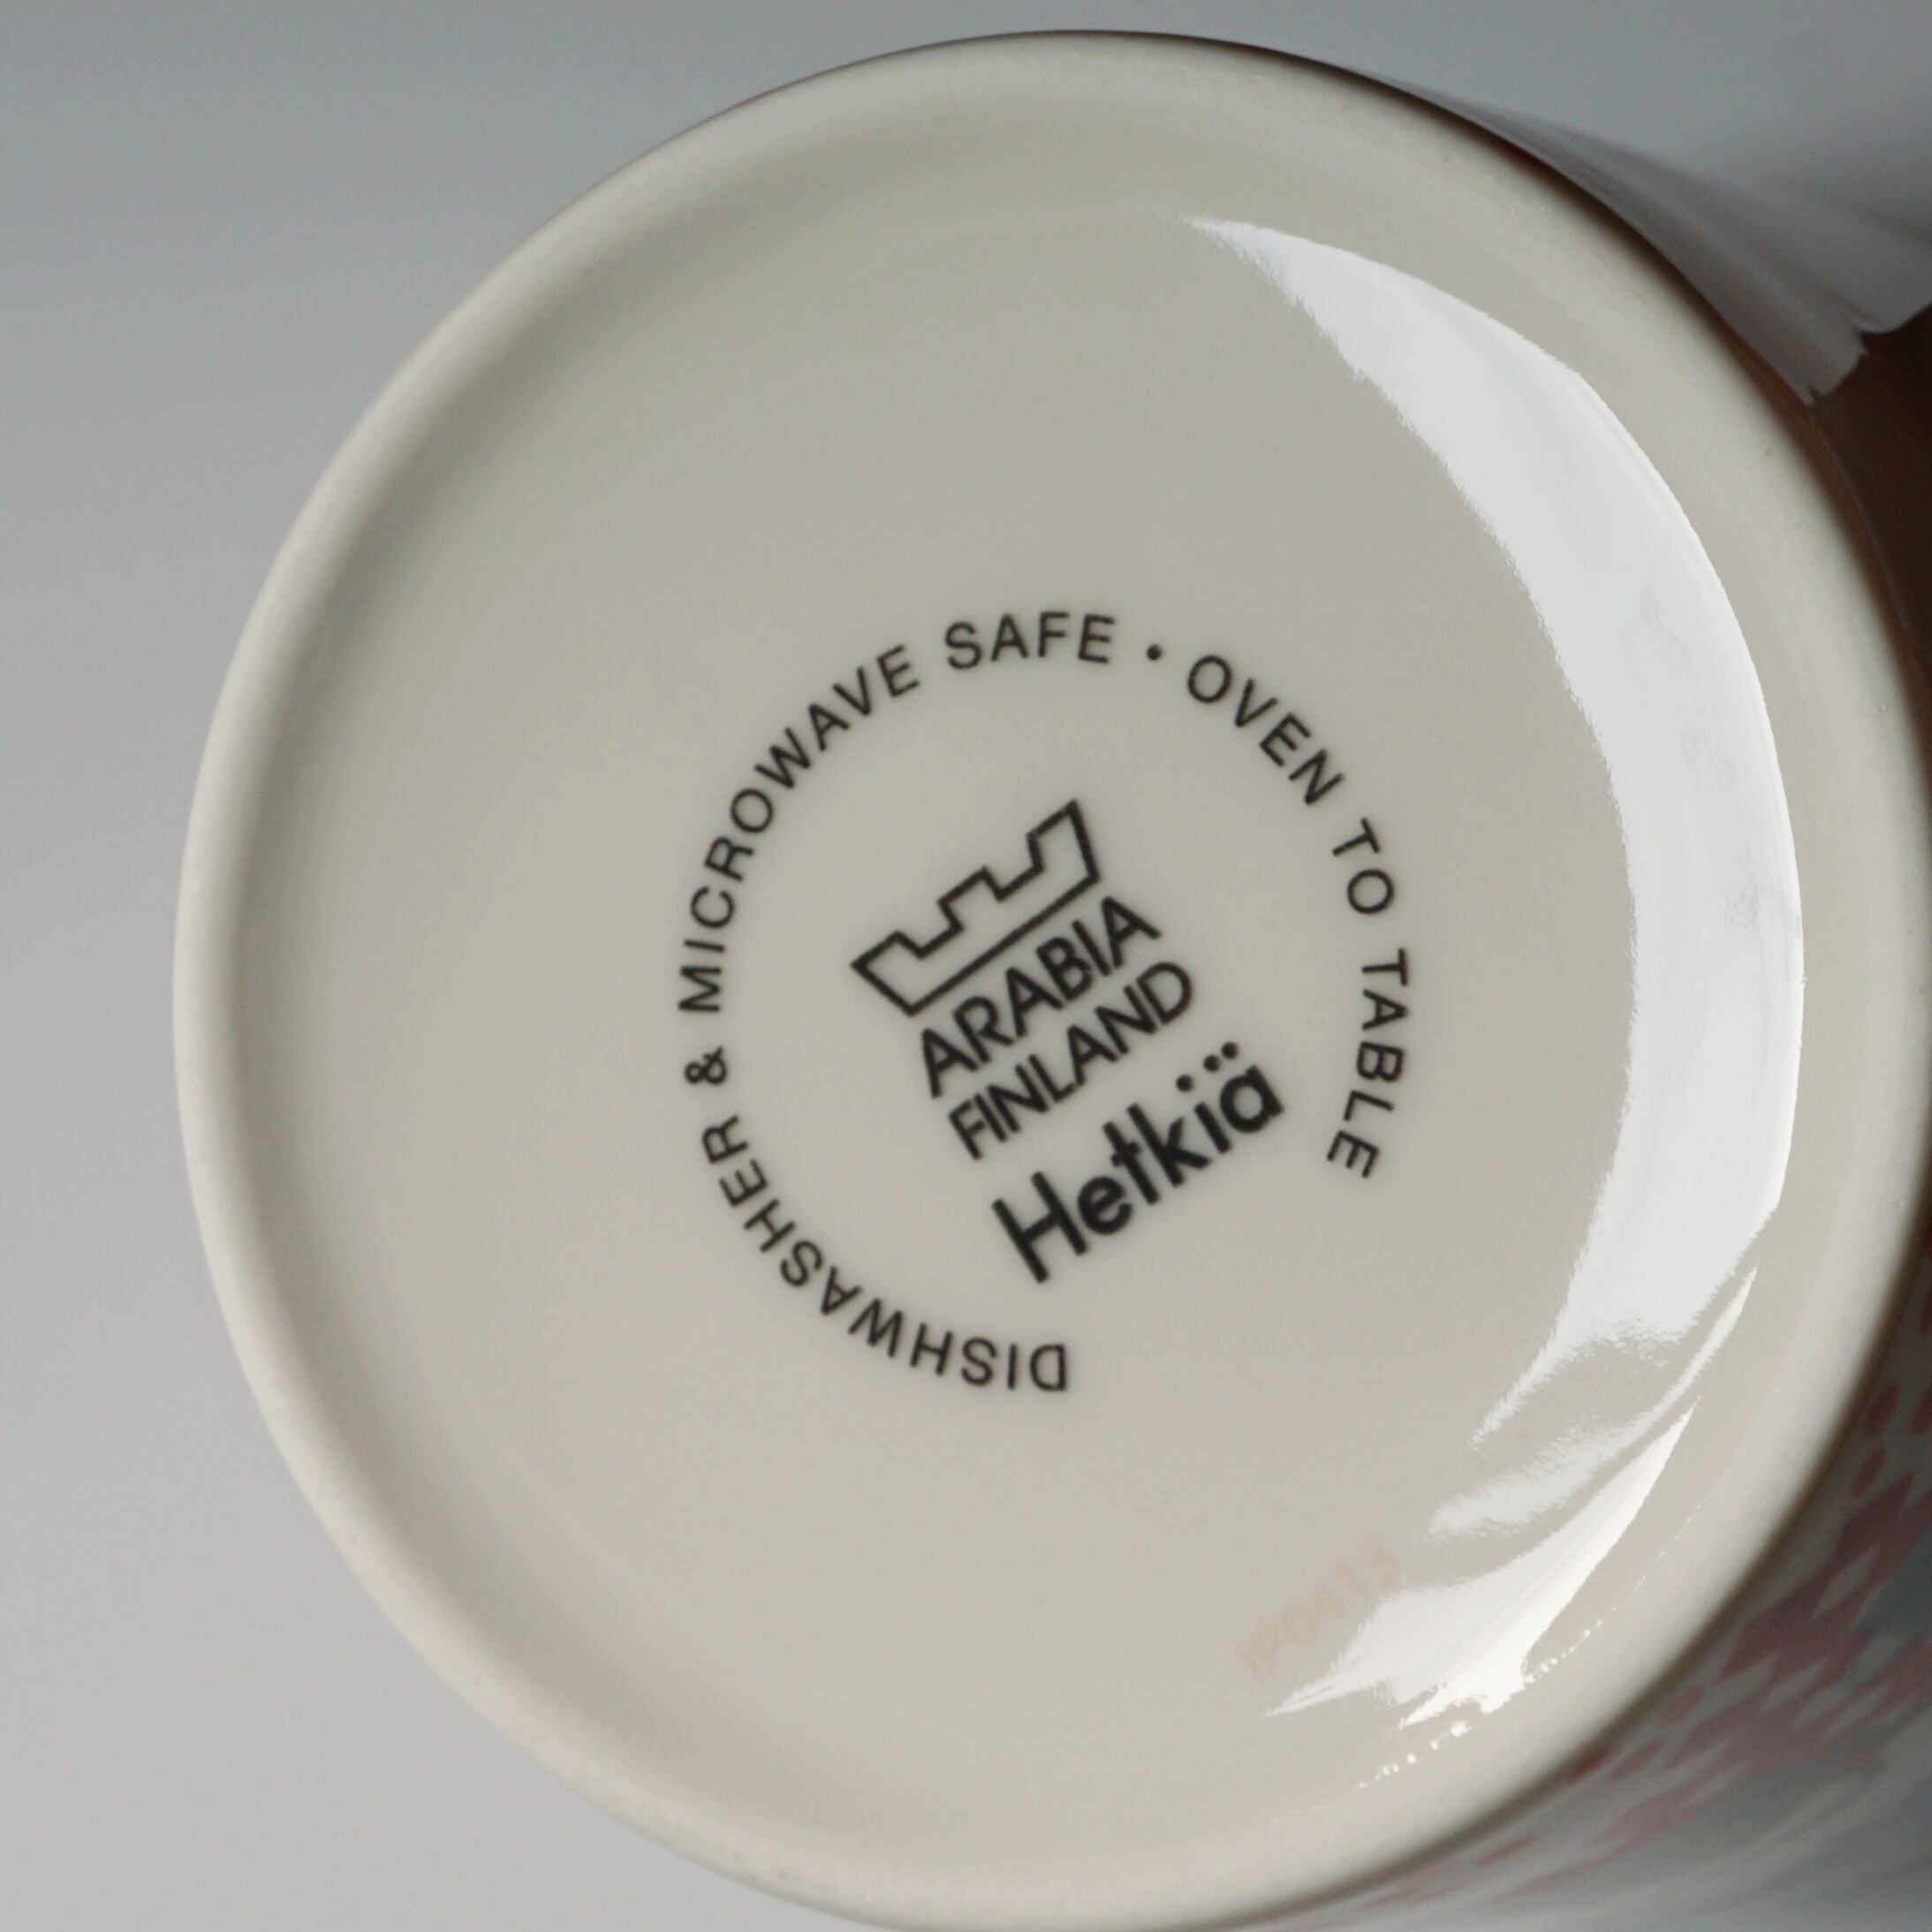 DISHWASHER & MICROWAVE SAFE • OVEN TO TABLE
ARABIA
FINLAND
Hetkiä